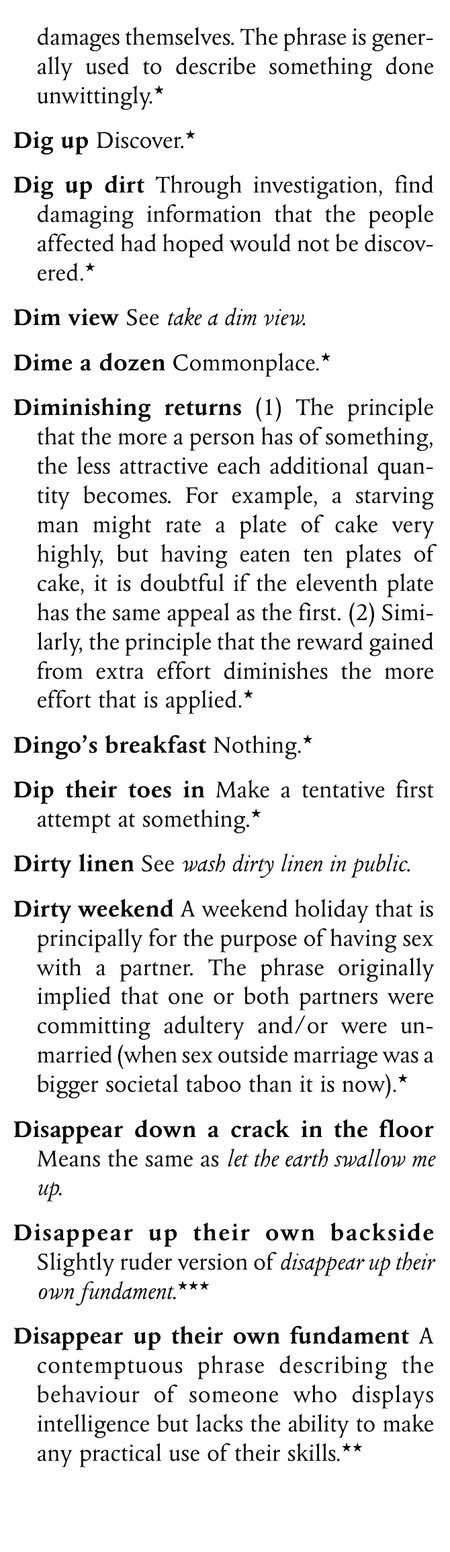 damages themselves. The phrase is gener-
ally used to describe something done
unwittingly.★
Dig up Discover.★
Dig up dirt Through investigation, find
damaging information that the people
affected had hoped would not be discov-
ered.★
Dim view See take a dim view.
Dime a dozen Commonplace.★
Diminishing returns (1) The principle
that the more a person has of something,
the less attractive each additional quan-
tity becomes. For example, a starving
man might rate a plate of cake very
highly, but having eaten ten plates of
cake, it is doubtful if the eleventh plate
has the same appeal as the first. (2) Simi-
larly, the principle that the reward gained
from extra effort diminishes the more
effort that is applied.★
Dingo's breakfast Nothing.★
Dip their toes in Make a tentative first
attempt at something.★
Dirty linen See wash dirty linen in public.
Dirty weekend A weekend holiday that is
principally for the purpose of having sex
with a partner. The phrase originally
implied that one or both partners were
committing adultery and/or were un-
married (when sex outside marriage was a
bigger societal taboo than it is now).★
Disappear down a crack in the floor
Means the same as let the earth swallow me
up.
Disappear up their own backside
Slightly ruder version of disappear up their
own fundament.★★★
Disappear up their own fundament A
contemptuous phrase describing the
behaviour of someone who displays
intelligence but lacks the ability to make
any practical use of their skills.★★